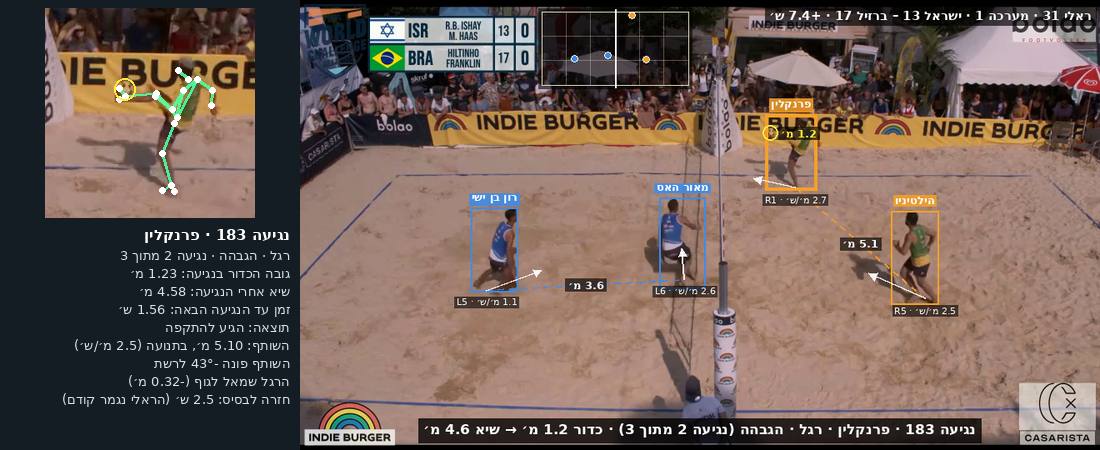 ראלי 31 · מערכה 1 · ישראל 13 – ברזיל 17 · +7.4 ש׳
ISR R.B. ISHAY M. HAAS 13 0
BRA HILTINHO FRANKLIN 17 0
bolao
FOOTVOLLEY
INDIE BURGER
bolao
CASARISTA
INDIE BURGER
INDIE BURGER
פרנקלין
1.2 מ׳
R1 · 2.7 מ׳/ש׳
רון בן ישי
L5 · 1.1 מ׳/ש׳
מאור האס
L6 · 2.6 מ׳/ש׳
הילטיניו
R5 · 2.5 מ׳/ש׳
3.6 מ׳
5.1 מ׳
נגיעה 183 · פרנקלין
רגל · הגבהה · נגיעה 2 מתוך 3
גובה הכדור בנגיעה: 1.23 מ׳
שיא אחרי הנגיעה: 4.58 מ׳
זמן עד הנגיעה הבאה: 1.56 ש׳
תוצאה: הגיע להתקפה
השותף: 5.10 מ׳, בתנועה (2.5 מ׳/ש׳)
השותף פונה -43° לרשת
הרגל שמאל לגוף (-0.32 מ׳)
חזרה לבסיס: 2.5 ש׳ (הראלי נגמר קודם)
נגיעה 183 · פרנקלין · רגל · הגבהה (נגיעה 2 מתוך 3) · כדור 1.2 מ׳ → שיא 4.6 מ׳
INDIE BURGER
CASARISTA